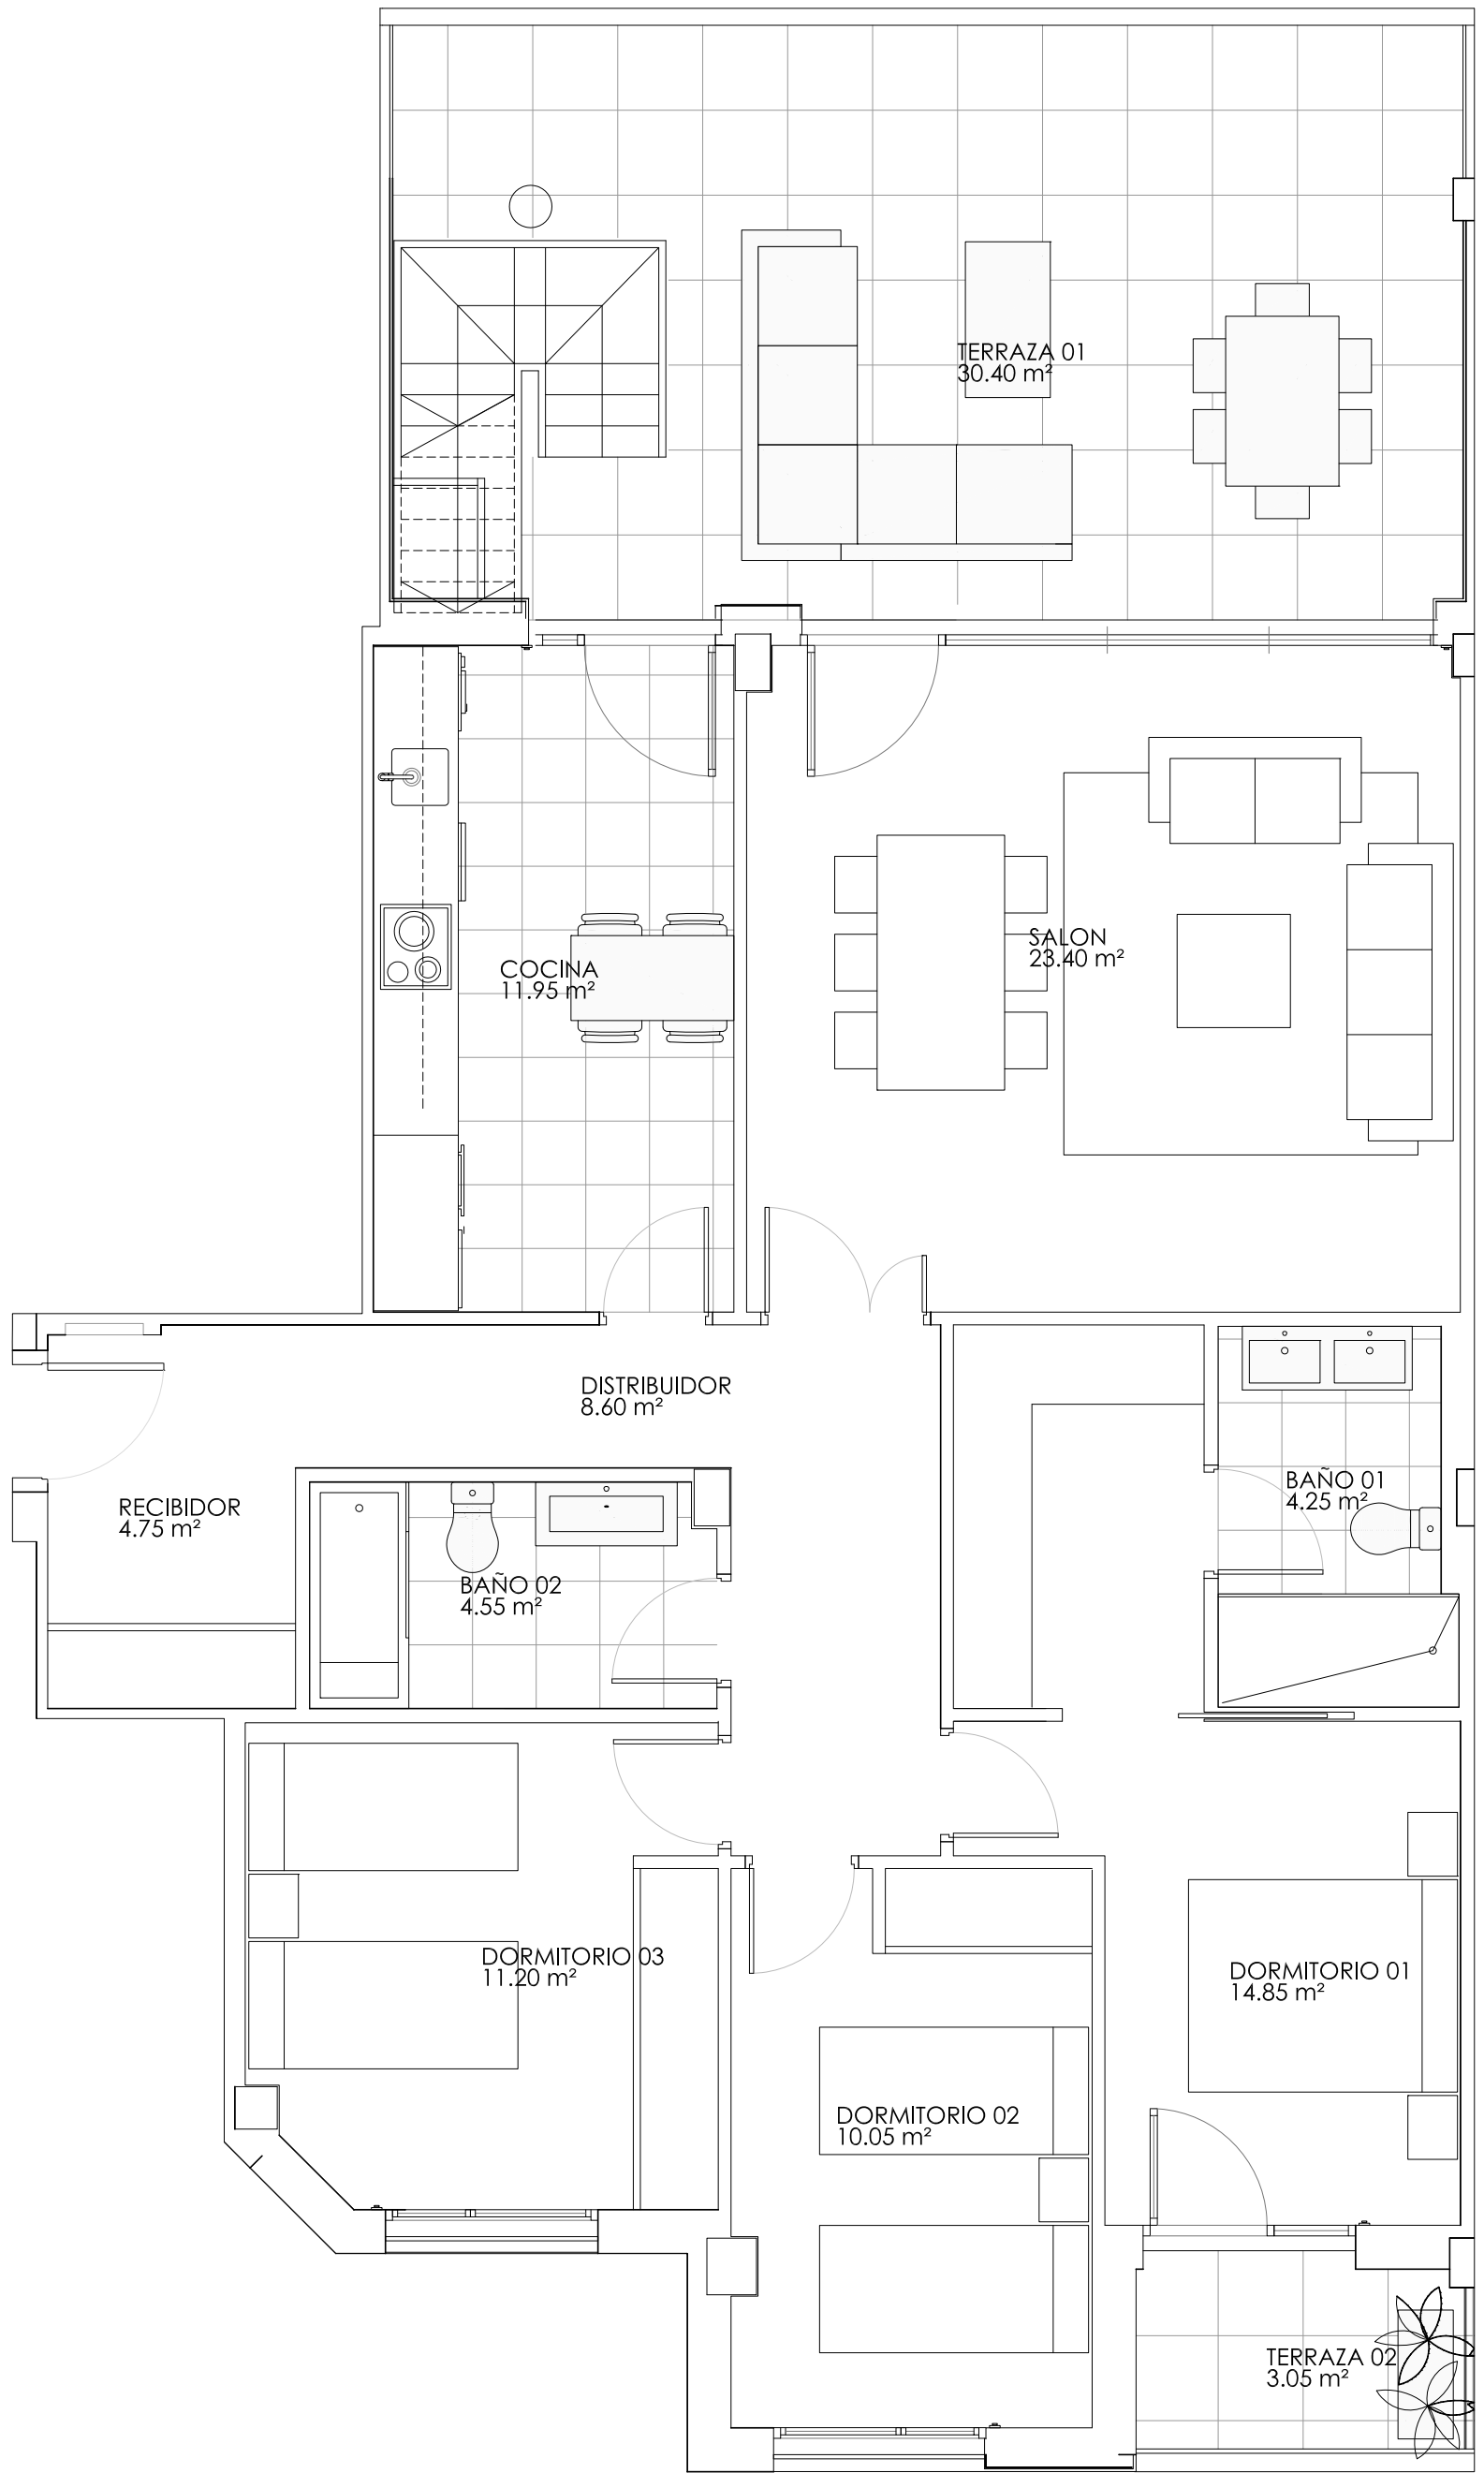 TERRAZA 01
30.40 m²
SALON
23.40 m²
COCINA
11.95 m²
DISTRIBUIDOR
8.60 m²
BAÑO 01
4.25 m²
RECIBIDOR
4.75 m²
BAÑO 02
4.55 m²
DORMITORIO 03
11.20 m²
DORMITORIO 01
14.85 m²
DORMITORIO 02
10.05 m²
TERRAZA 02
3.05 m²